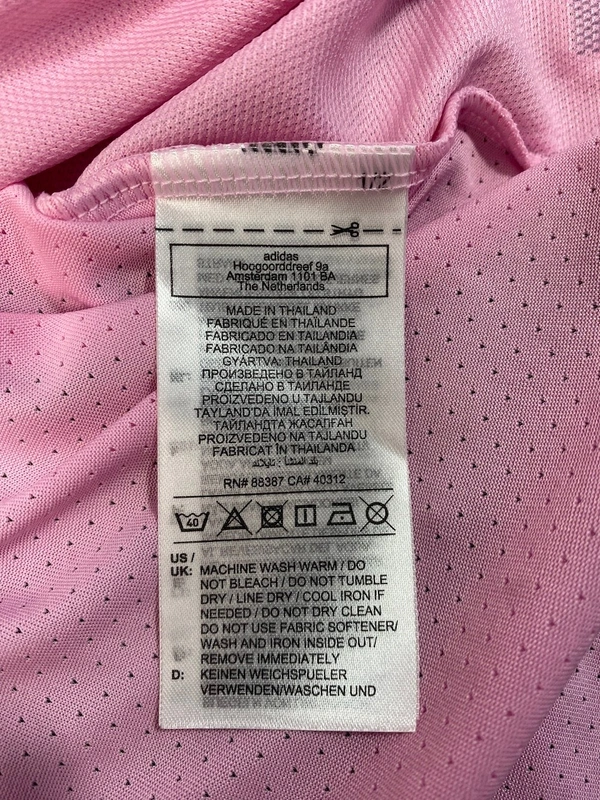 1/2
adidas
Hoogoorddreef 9a
Amsterdam 1101 BA
The Netherlands
MADE IN THAILAND
FABRIQUÉ EN THAÏLANDE
FABRICADO EN TAILANDIA
FABRICADO NA TAILÂNDIA
GYÁRTVA: THAILAND
ПРОИЗВЕДЕНО В ТАЙЛАНД
СДЕЛАНО В ТАИЛАНДЕ
PROIZVEDENO U TAJLANDU
TAYLAND'DA İMAL EDİLMİŞTİR.
ТАЙЛАНДТА ЖАСАЛҒАН
PROIZVEDENO NA TAJLANDU
FABRICAT ÎN THAILANDA
RN# 88387 CA# 40312
40
US /
UK: MACHINE WASH WARM / DO
NOT BLEACH / DO NOT TUMBLE
DRY / LINE DRY / COOL IRON IF
NEEDED / DO NOT DRY CLEAN
DO NOT USE FABRIC SOFTENER/
WASH AND IRON INSIDE OUT/
REMOVE IMMEDIATELY
D: KEINEN WEICHSPUELER
VERWENDEN/WASCHEN UND